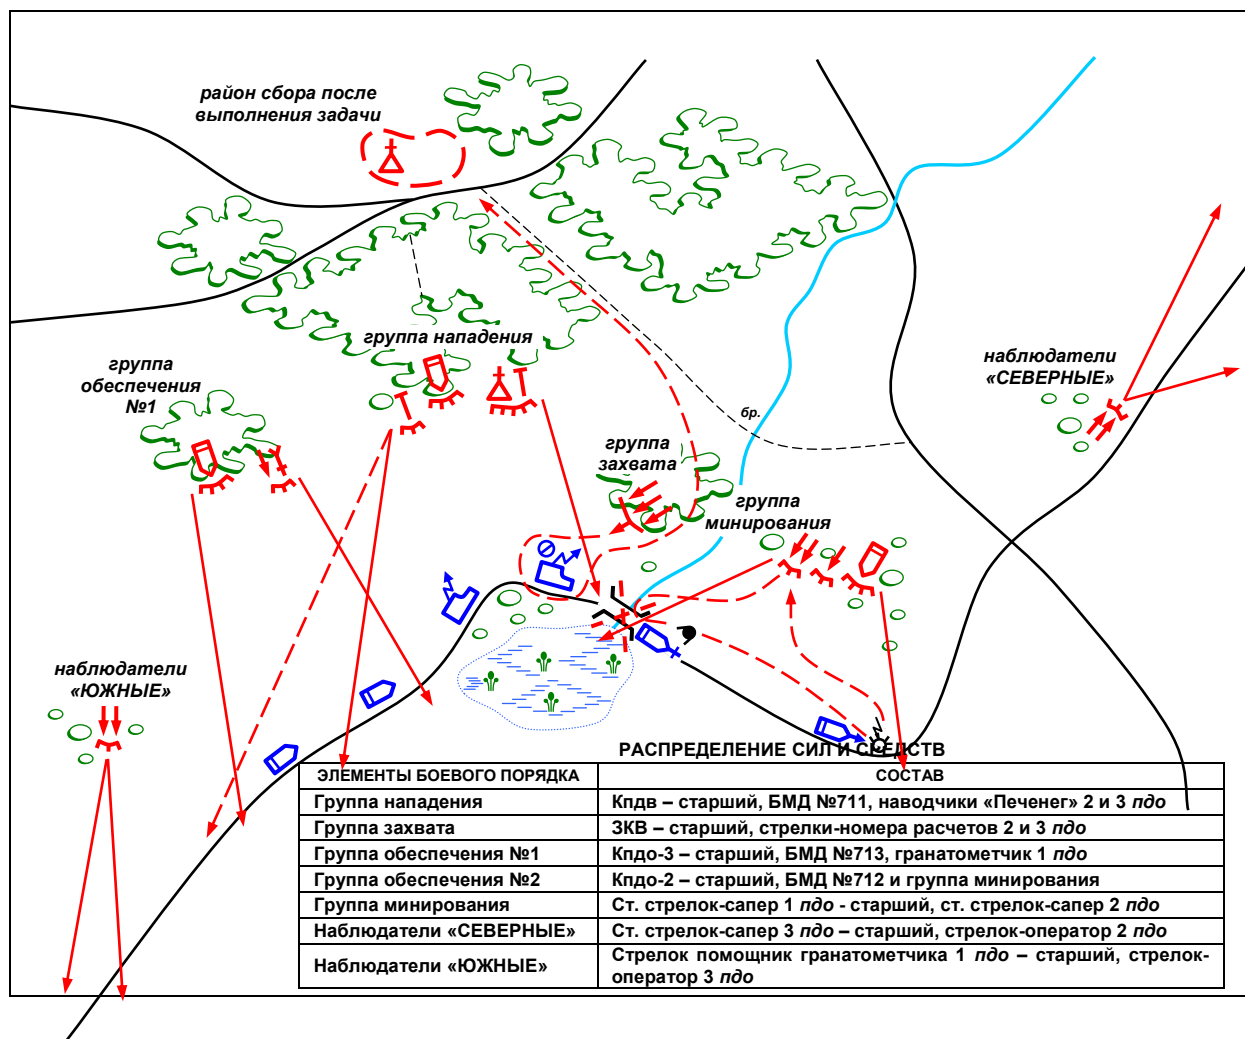 район сбора после
выполнения задачи
группа нападения
группа
обеспечения
№1
наблюдатели
«СЕВЕРНЫЕ»
бр.
группа
захвата
группа
минирования
наблюдатели
«ЮЖНЫЕ»
РАСПРЕДЕЛЕНИЕ СИЛ И СРЕДСТВ
ЭЛЕМЕНТЫ БОЕВОГО ПОРЯДКА СОСТАВ
Группа нападения Кпдв – старший, БМД №711, наводчики «Печенег» 2 и 3 пдо
Группа захвата ЗКВ – старший, стрелки-номера расчетов 2 и 3 пдо
Группа обеспечения №1 Кпдо-3 – старший, БМД №713, гранатометчик 1 пдо
Группа обеспечения №2 Кпдо-2 – старший, БМД №712 и группа минирования
Группа минирования Ст. стрелок-сапер 1 пдо - старший, ст. стрелок-сапер 2 пдо
Наблюдатели «СЕВЕРНЫЕ» Ст. стрелок-сапер 3 пдо – старший, стрелок-оператор 2 пдо
Наблюдатели «ЮЖНЫЕ» Стрелок помощник гранатометчика 1 пдо – старший, стрелок-
оператор 3 пдо